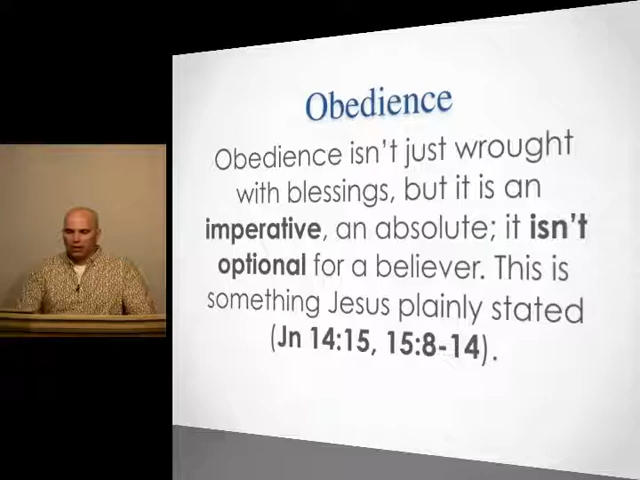 Obedience
Obedience isn't just wrought
with blessings, but it is an
imperative, an absolute; it isn't
optional for a believer. This is
something Jesus plainly stated
(Jn 14:15, 15:8-14).